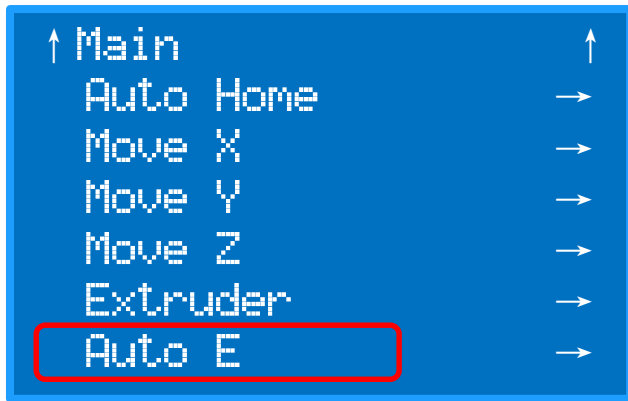 ↑Main ↑
Auto Home →
Move X →
Move Y →
Move Z →
Extruder →
Auto E →